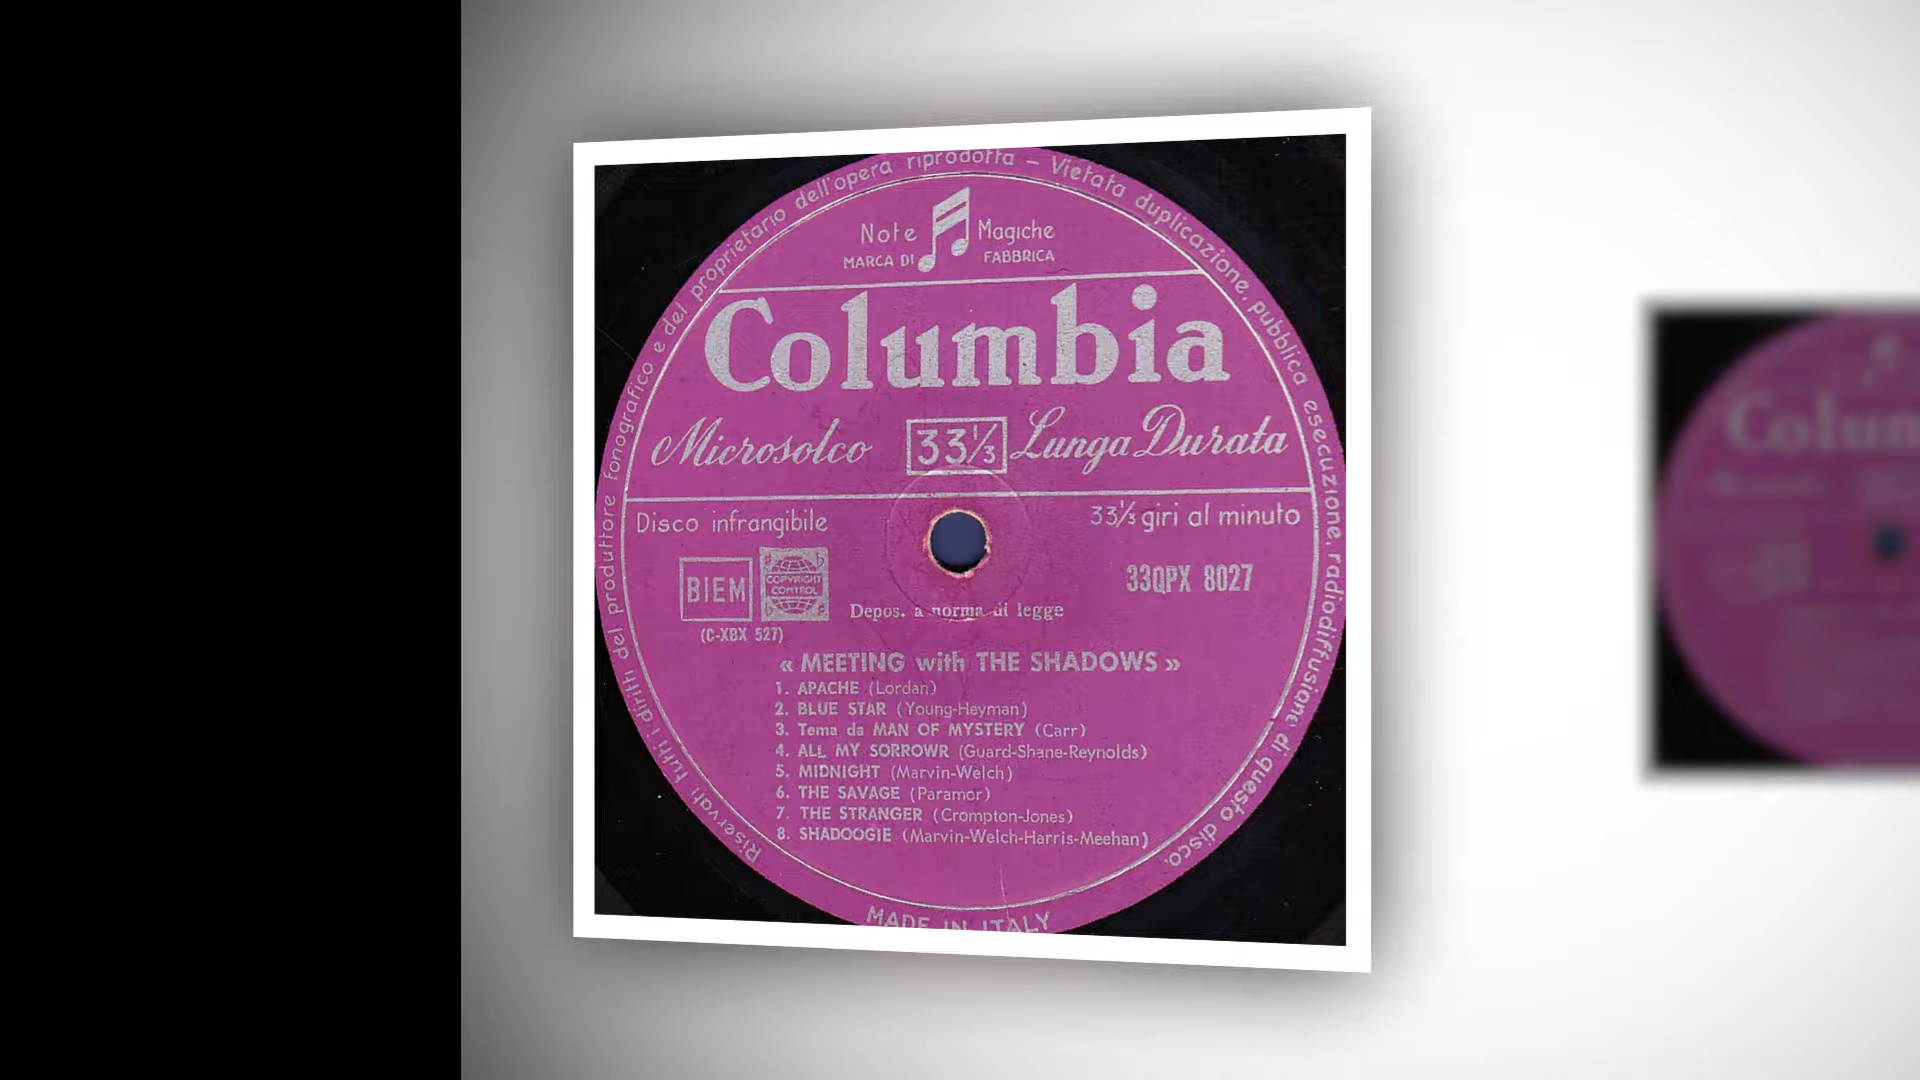 Riservati tutti i diritti del produttore fonografico e del proprietario dell'opera riprodotta – Vietata duplicazione, pubblica esecuzione, radiodiffusione di questo disco.
Note Magiche
MARCA DI FABBRICA
Columbia
Microsolco 33⅓ Lunga Durata
Disco infrangibile
33⅓ giri al minuto
BIEM
COPYRIGHT
CONTROL
33QPX 8027
Depos. a norma di legge
(C-XBX 527)
« MEETING with THE SHADOWS »
1. APACHE (Lordan)
2. BLUE STAR (Young-Heyman)
3. Tema da MAN OF MYSTERY (Carr)
4. ALL MY SORROWR (Guard-Shane-Reynolds)
5. MIDNIGHT (Marvin-Welch)
6. THE SAVAGE (Paramor)
7. THE STRANGER (Crompton-Jones)
8. SHADOOGIE (Marvin-Welch-Harris-Meehan)
MADE IN ITALY
Colum